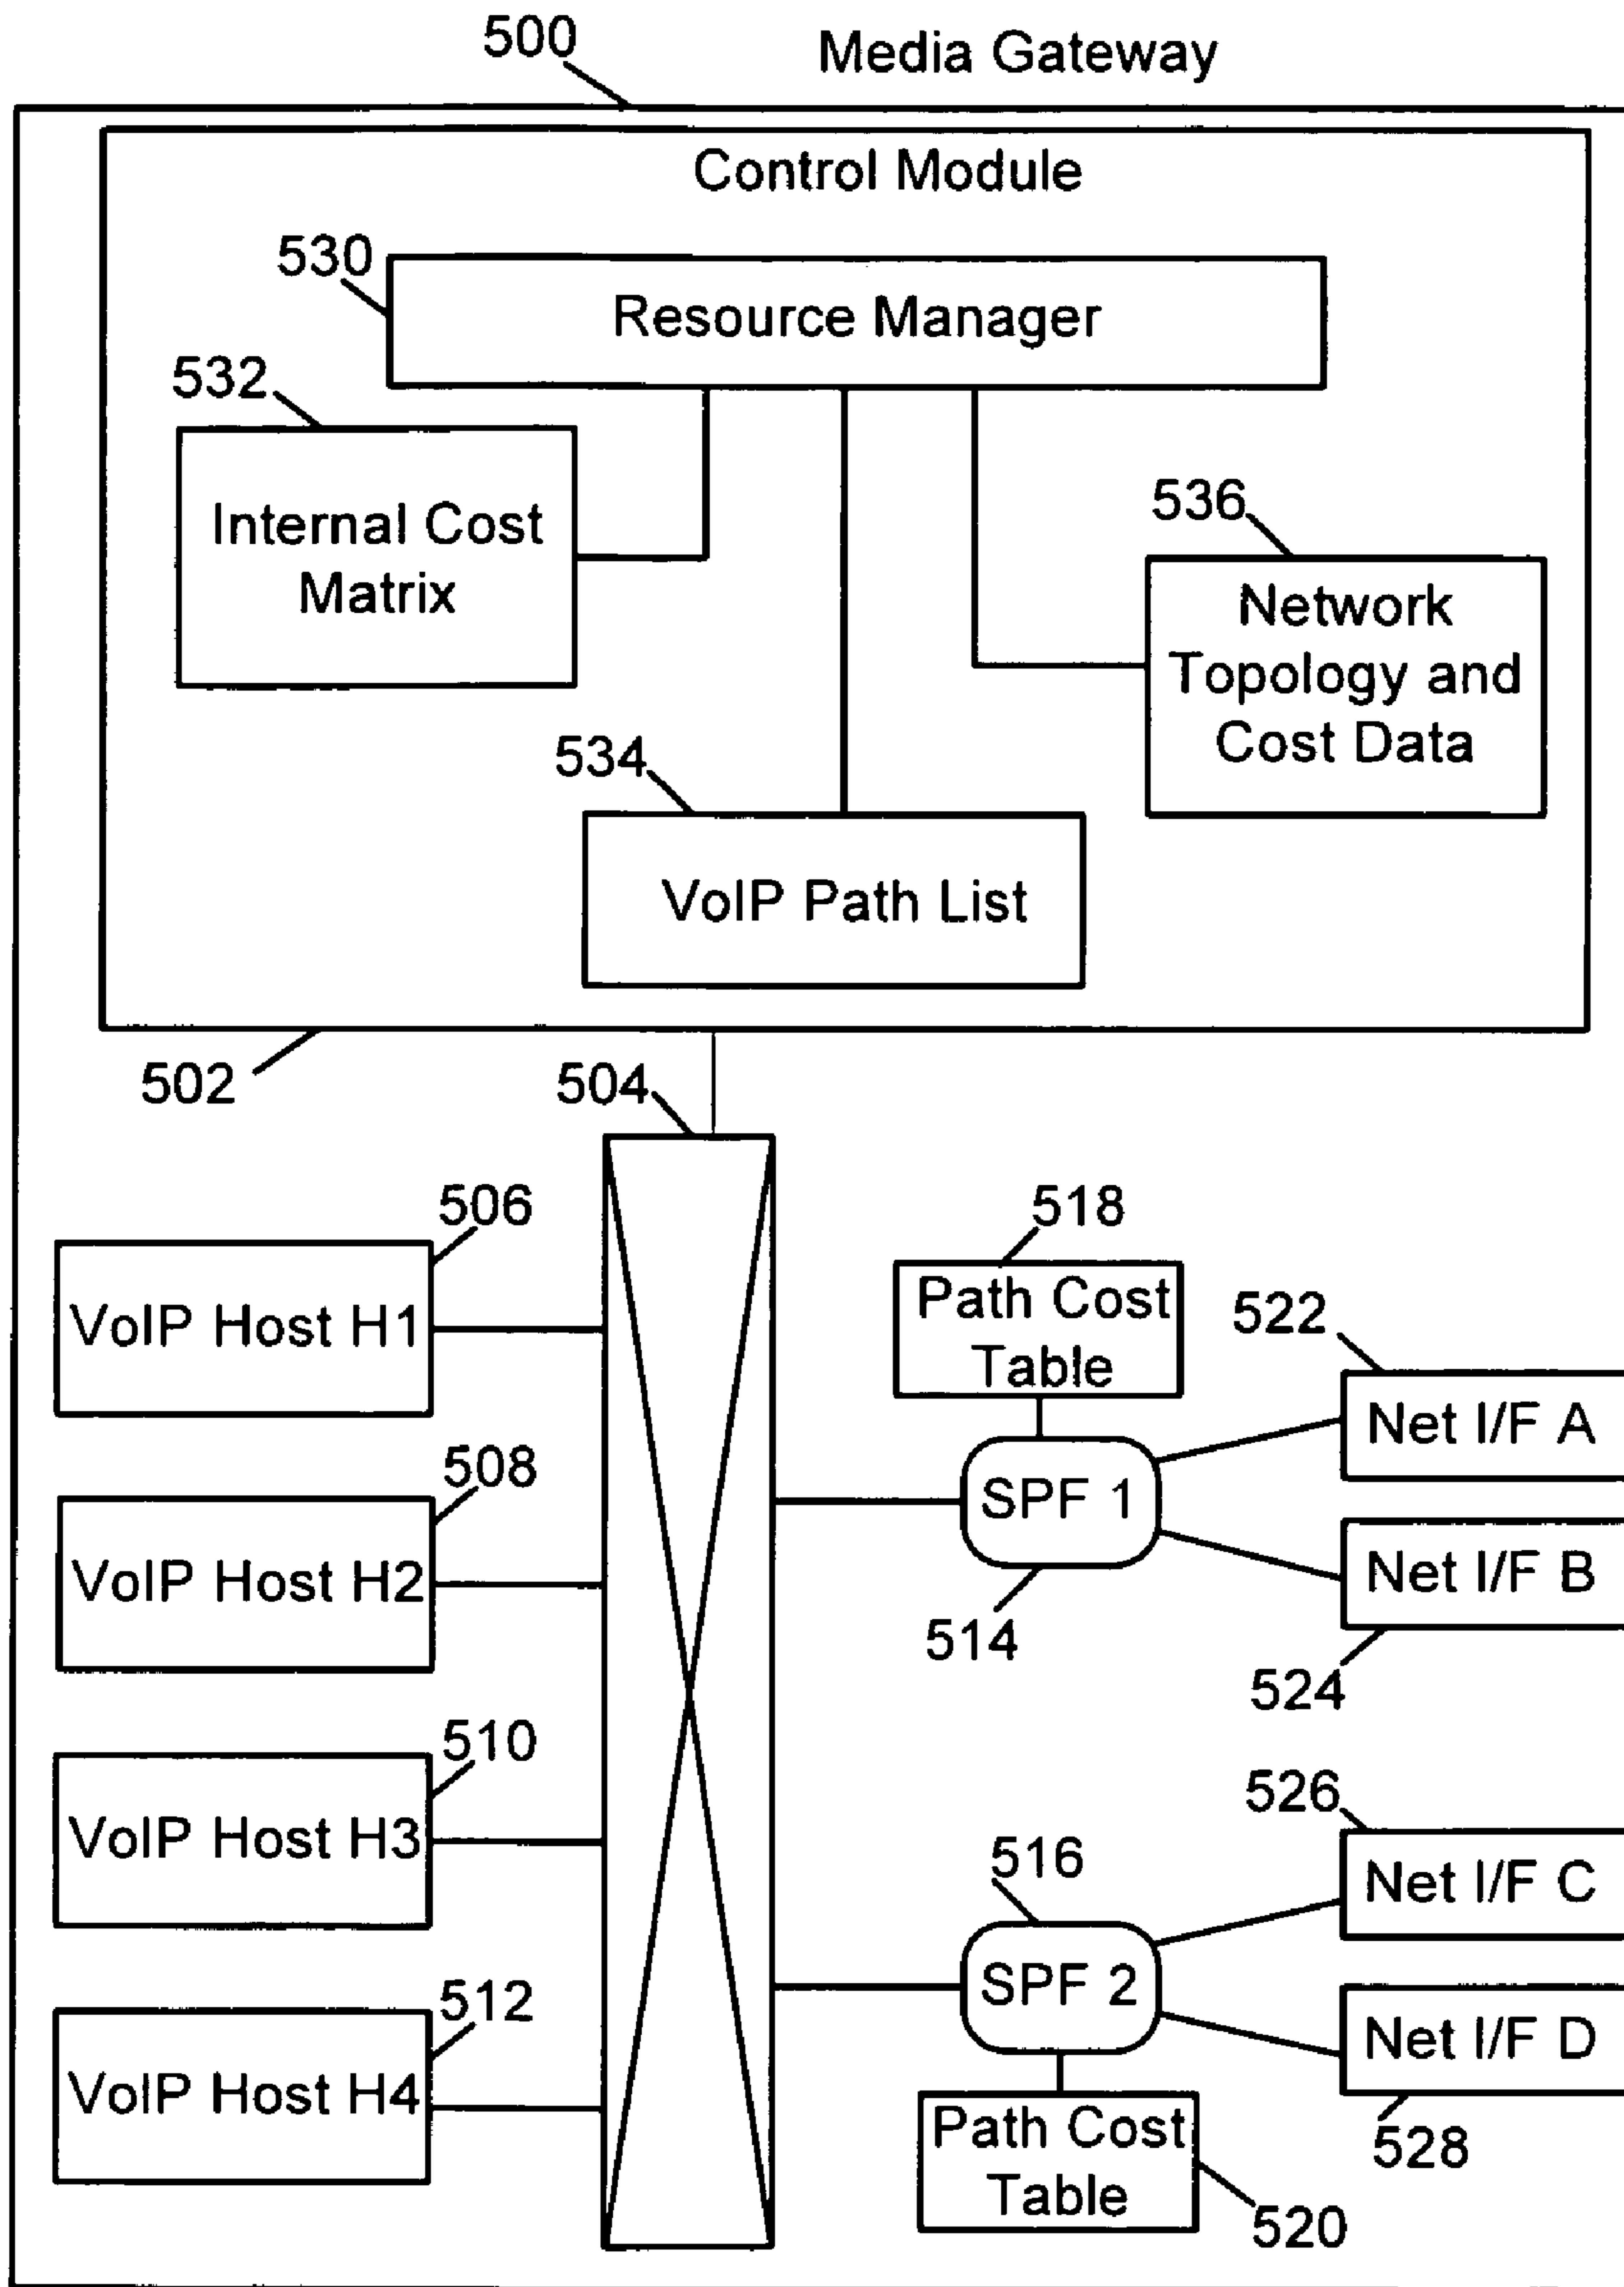 500
Media Gateway
Control Module
530
Resource Manager
532
Internal Cost
Matrix
536
Network
Topology and
Cost Data
534
VoIP Path List
502
504
506
VoIP Host H1
518
Path Cost
Table
522
Net I/F A
508
VoIP Host H2
SPF 1
514
Net I/F B
524
510
VoIP Host H3
526
Net I/F C
516
SPF 2
512
VoIP Host H4
Net I/F D
528
Path Cost
Table
520